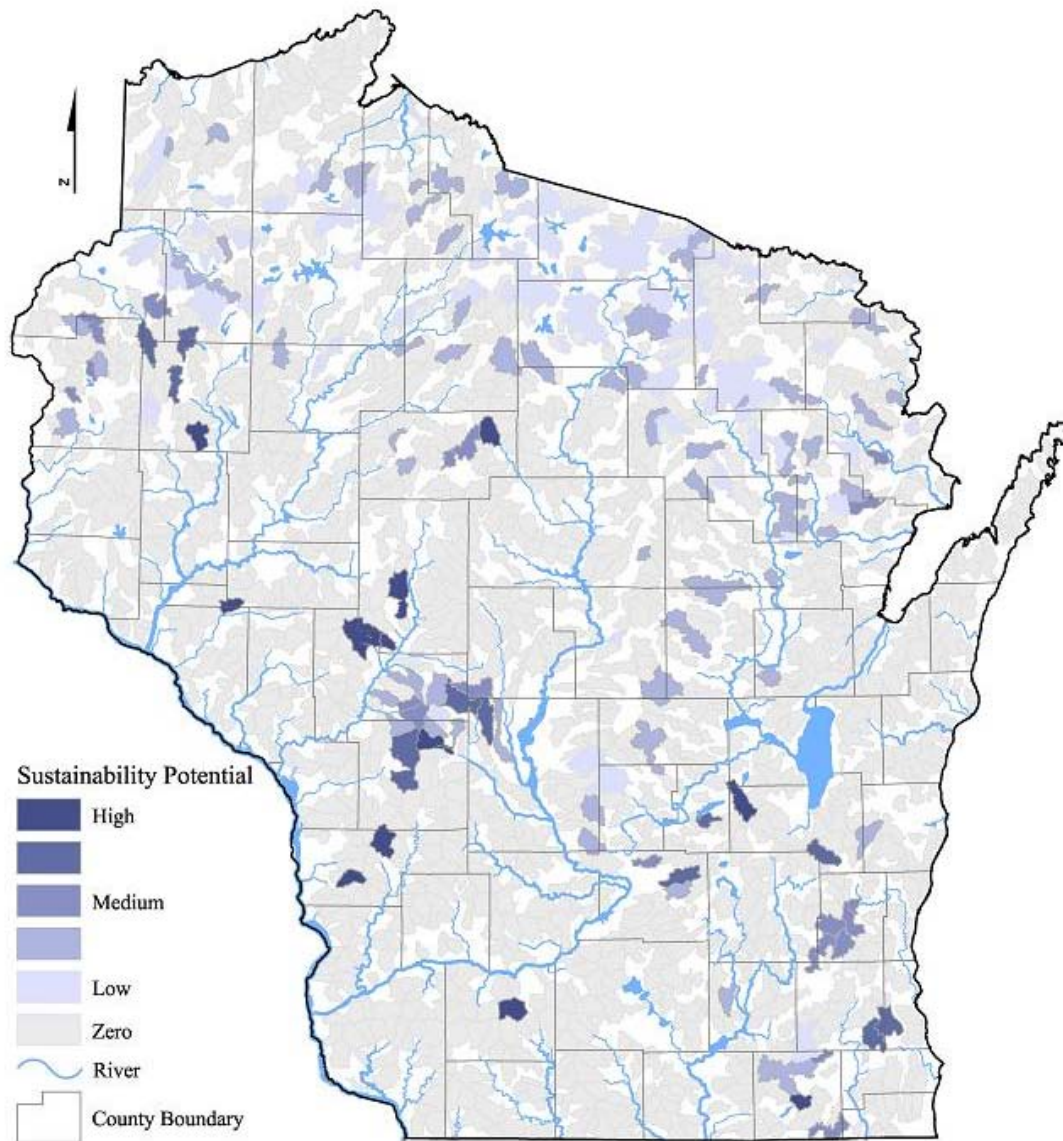 N
Sustainability Potential
High
Medium
Low
Zero
River
County Boundary